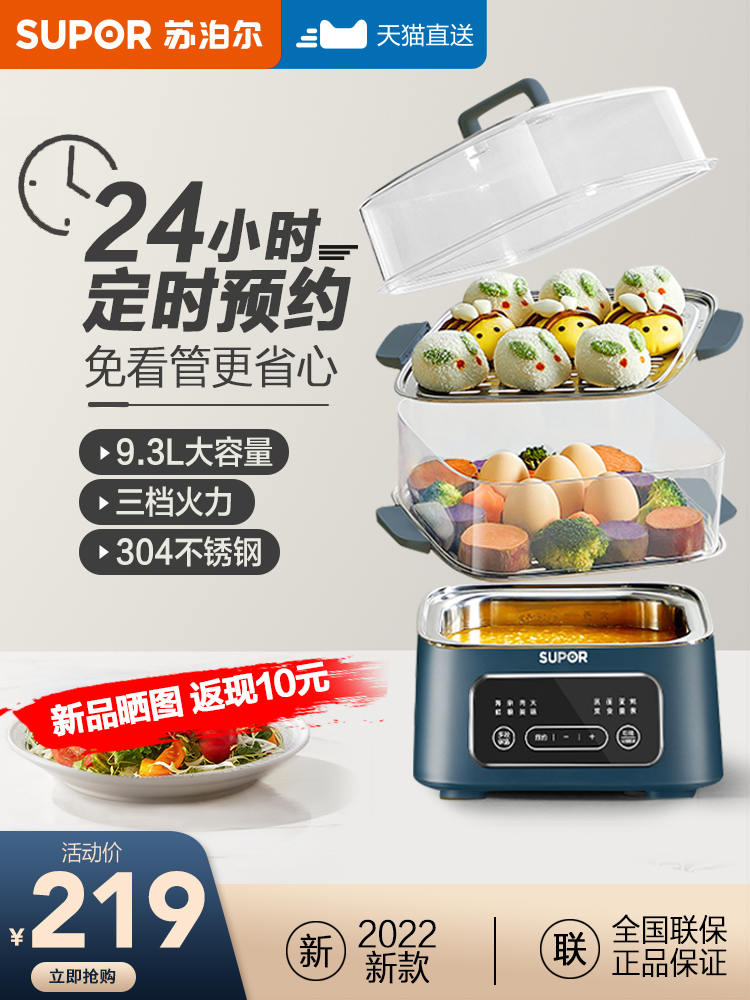 SUPOR 苏泊尔
天猫直送
24小时
定时预约
免看管更省心
9.3L大容量
三档火力
304不锈钢
SUPOR
预约 | − | +
新品晒图 返现10元
活动价
¥219
立即抢购
新
2022
新款
联
全国联保
正品保证